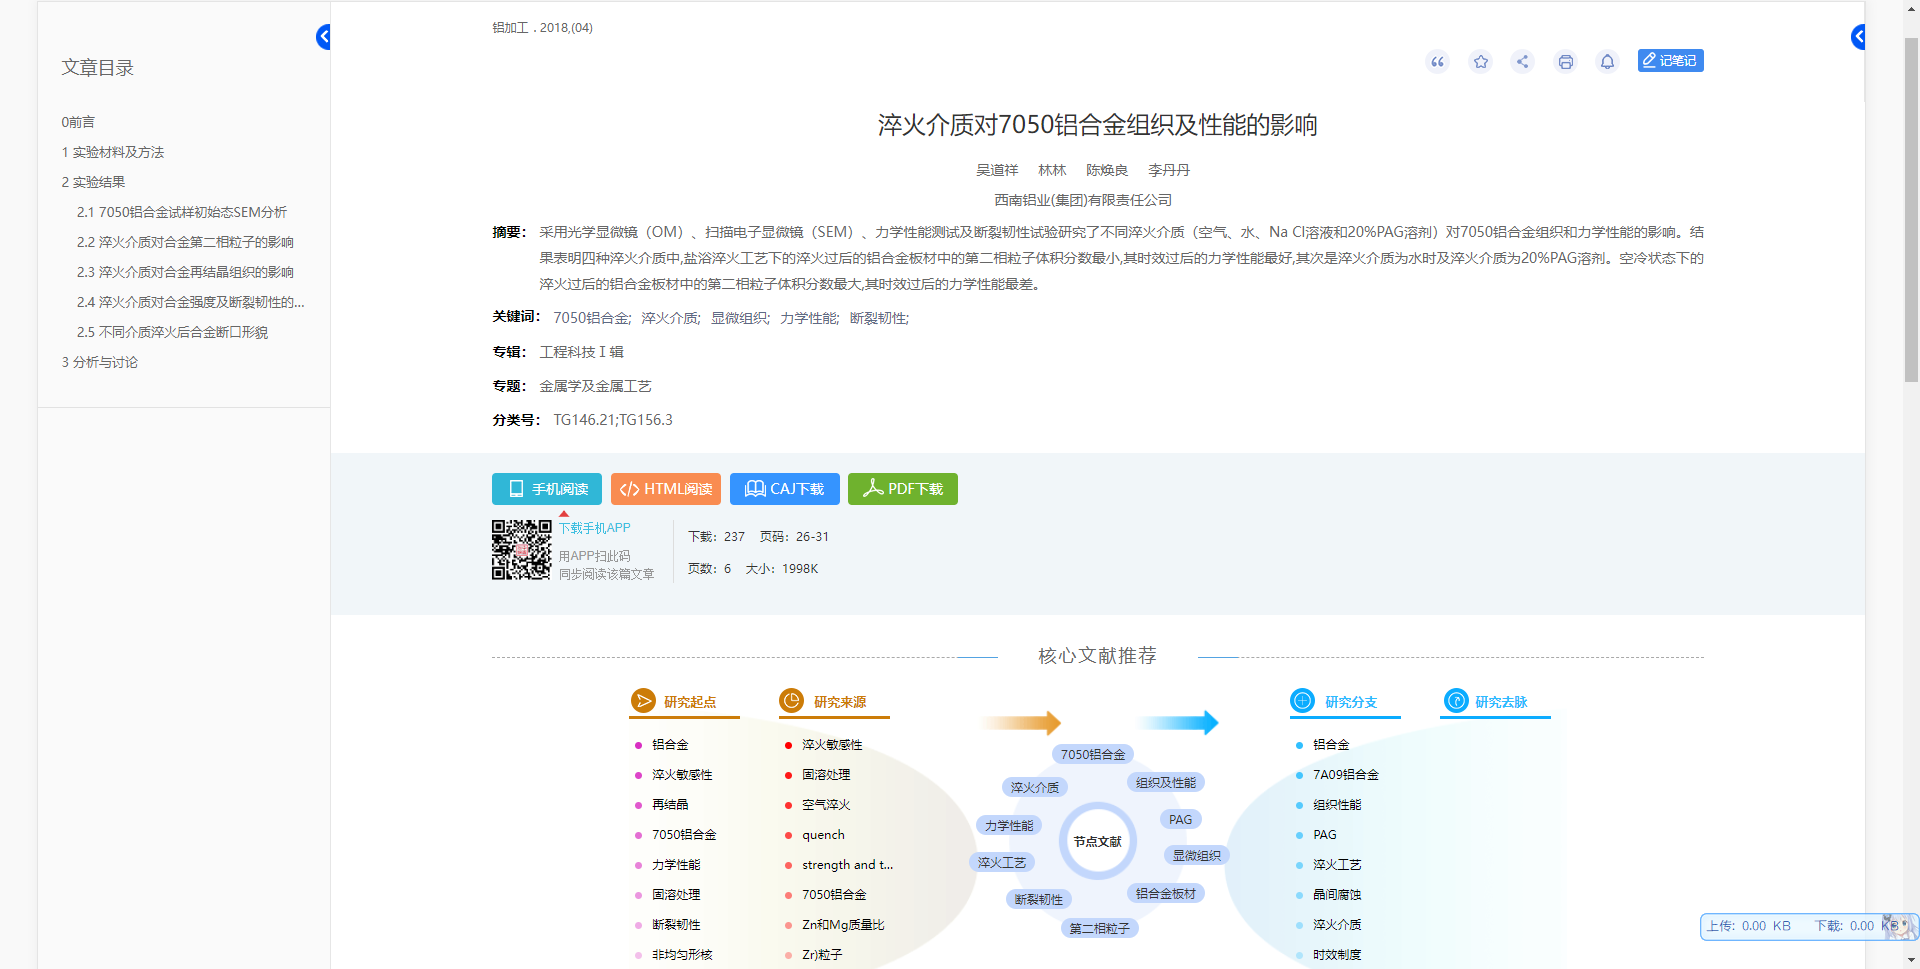 铝加工 . 2018,(04)
记笔记
文章目录
0前言
1 实验材料及方法
2 实验结果
2.1 7050铝合金试样初始态SEM分析
2.2 淬火介质对合金第二相粒子的影响
2.3 淬火介质对合金再结晶组织的影响
2.4 淬火介质对合金强度及断裂韧性的...
2.5 不同介质淬火后合金断口形貌
3 分析与讨论
淬火介质对7050铝合金组织及性能的影响
吴道祥 林林 陈焕良 李丹丹
西南铝业(集团)有限责任公司
摘要： 采用光学显微镜（OM）、扫描电子显微镜（SEM）、力学性能测试及断裂韧性试验研究了不同淬火介质（空气、水、Na Cl溶液和20%PAG溶剂）对7050铝合金组织和力学性能的影响。结
果表明四种淬火介质中,盐浴淬火工艺下的淬火过后的铝合金板材中的第二相粒子体积分数最小,其时效过后的力学性能最好,其次是淬火介质为水时及淬火介质为20%PAG溶剂。空冷状态下的
淬火过后的铝合金板材中的第二相粒子体积分数最大,其时效过后的力学性能最差。
关键词： 7050铝合金; 淬火介质; 显微组织; 力学性能; 断裂韧性;
专辑： 工程科技Ⅰ辑
专题： 金属学及金属工艺
分类号： TG146.21;TG156.3
手机阅读 HTML阅读 CAJ下载 PDF下载
下载手机APP
用APP扫此码
同步阅读该篇文章
下载：237 页码：26-31
页数：6 大小：1998K
核心文献推荐
研究起点
铝合金
淬火敏感性
再结晶
7050铝合金
力学性能
固溶处理
断裂韧性
非均匀形核
研究来源
淬火敏感性
固溶处理
空气淬火
quench
strength and t...
7050铝合金
Zn和Mg质量比
Zr)粒子
7050铝合金
组织及性能
淬火介质
PAG
力学性能
节点文献
显微组织
淬火工艺
铝合金板材
断裂韧性
第二相粒子
研究分支
铝合金
7A09铝合金
组织性能
PAG
淬火工艺
晶间腐蚀
淬火介质
时效制度
研究去脉
上传: 0.00 KB 下载: 0.00 KB